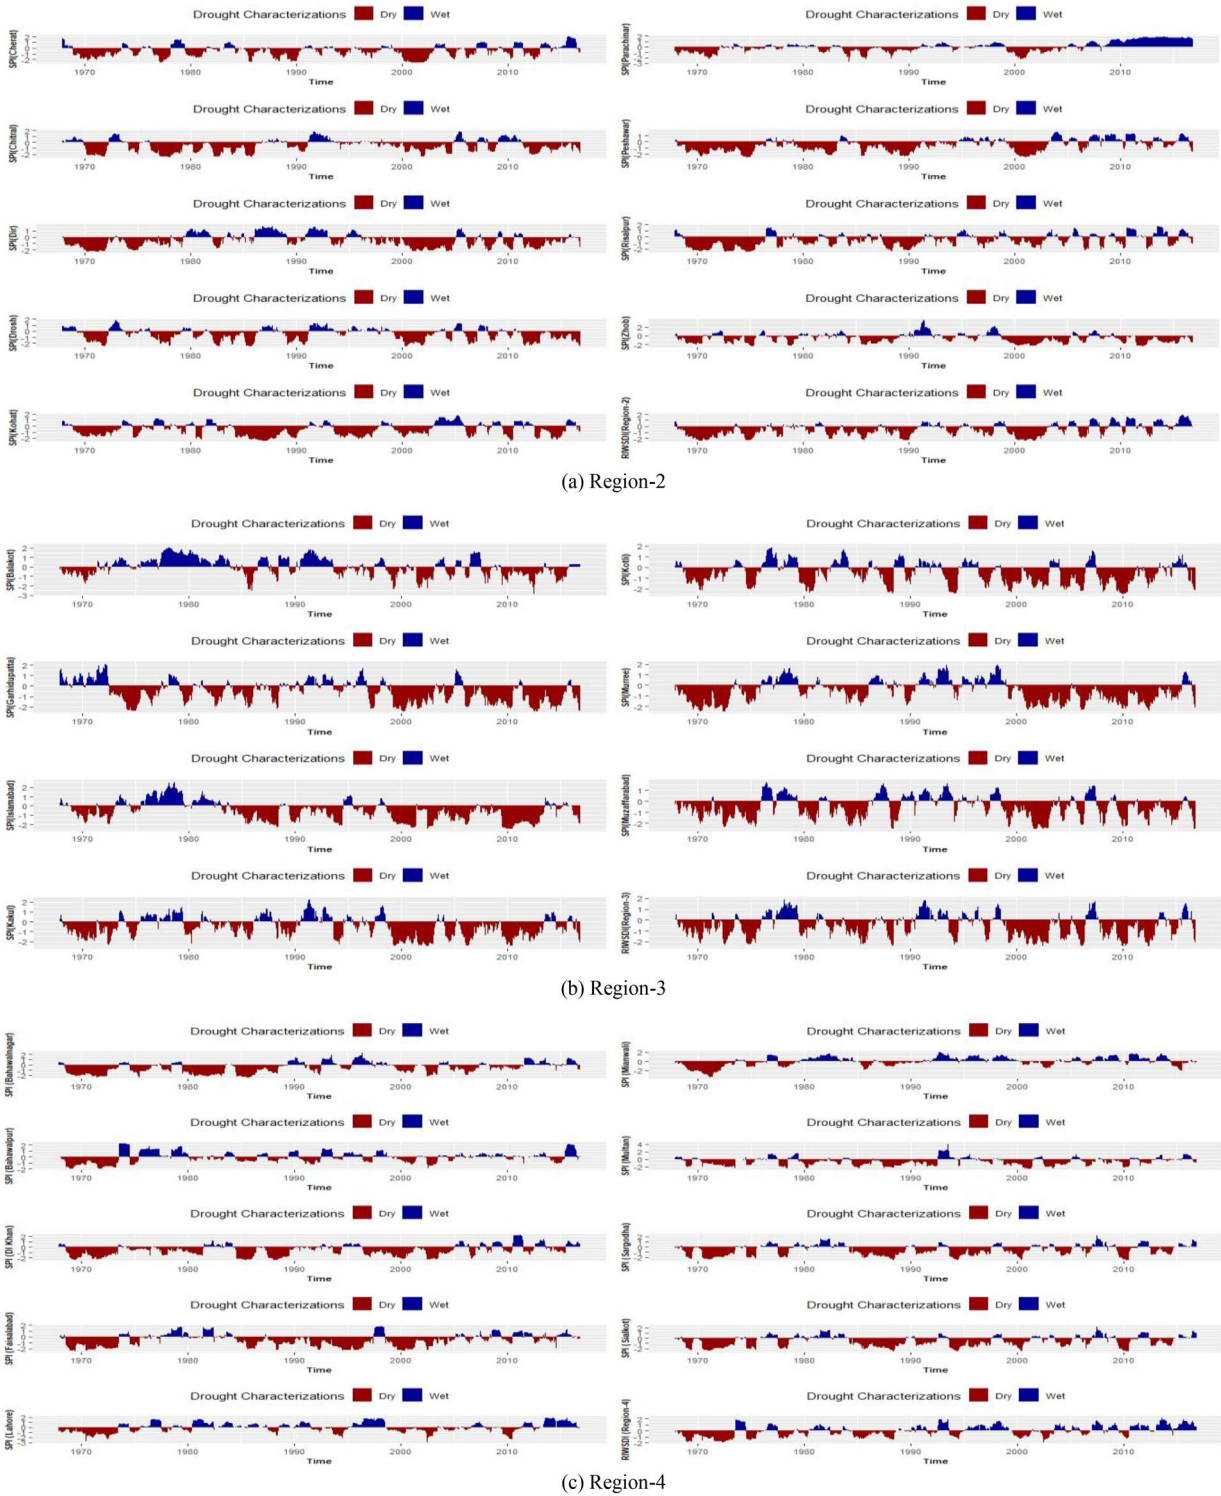 Drought Characterizations Dry Wet
SPI(Cherat)
1970 1980 1990 2000 2010
Time
Drought Characterizations Dry Wet
SPI(Parachinar)
1970 1980 1990 2000 2010
Time
Drought Characterizations Dry Wet
SPI(Chitral)
1970 1980 1990 2000 2010
Time
Drought Characterizations Dry Wet
SPI(Peshawar)
1970 1980 1990 2000 2010
Time
Drought Characterizations Dry Wet
SPI(Dir)
1970 1980 1990 2000 2010
Time
Drought Characterizations Dry Wet
SPI(Risalpur)
1970 1980 1990 2000 2010
Time
Drought Characterizations Dry Wet
SPI(Drosh)
1970 1980 1990 2000 2010
Time
Drought Characterizations Dry Wet
SPI(Zhob)
1970 1980 1990 2000 2010
Time
Drought Characterizations Dry Wet
SPI(Kohat)
1970 1980 1990 2000 2010
Time
Drought Characterizations Dry Wet
RIWSDI(Region-2)
1970 1980 1990 2000 2010
Time
(a) Region-2
Drought Characterizations Dry Wet
SPI(Balakot)
1970 1980 1990 2000 2010
Time
Drought Characterizations Dry Wet
SPI(Kotli)
1970 1980 1990 2000 2010
Time
Drought Characterizations Dry Wet
SPI(Garhidupatta)
1970 1980 1990 2000 2010
Time
Drought Characterizations Dry Wet
SPI(Murree)
1970 1980 1990 2000 2010
Time
Drought Characterizations Dry Wet
SPI(Islamabad)
1970 1980 1990 2000 2010
Time
Drought Characterizations Dry Wet
SPI(Muzaffarabad)
1970 1980 1990 2000 2010
Time
Drought Characterizations Dry Wet
SPI(Kakul)
1970 1980 1990 2000 2010
Time
Drought Characterizations Dry Wet
RIWSDI(Region-3)
1970 1980 1990 2000 2010
Time
(b) Region-3
Drought Characterizations Dry Wet
SPI (Bahawalnagar)
1970 1980 1990 2000 2010
Time
Drought Characterizations Dry Wet
SPI (Mianwali)
1970 1980 1990 2000 2010
Time
Drought Characterizations Dry Wet
SPI (Bahawalpur)
1970 1980 1990 2000 2010
Time
Drought Characterizations Dry Wet
SPI (Multan)
1970 1980 1990 2000 2010
Time
Drought Characterizations Dry Wet
SPI (DI Khan)
1970 1980 1990 2000 2010
Time
Drought Characterizations Dry Wet
SPI (Sargodha)
1970 1980 1990 2000 2010
Time
Drought Characterizations Dry Wet
SPI (Faisalabad)
1970 1980 1990 2000 2010
Time
Drought Characterizations Dry Wet
SPI (Sialkot)
1970 1980 1990 2000 2010
Time
Drought Characterizations Dry Wet
SPI (Lahore)
1970 1980 1990 2000 2010
Time
Drought Characterizations Dry Wet
RIWSDI (Region-4)
1970 1980 1990 2000 2010
Time
(c) Region-4